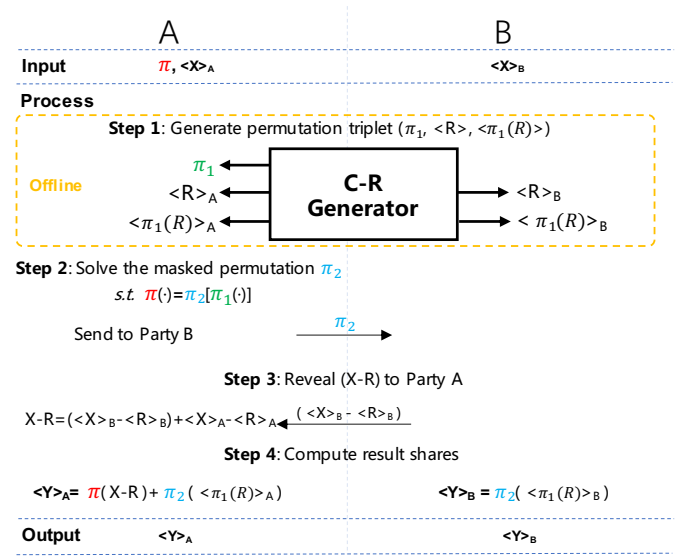 A B
Input π, <X>A <X>B
Process
Step 1: Generate permutation triplet (π₁, <R>, <π₁(R)>)
Offline
π₁
<R>A
<π₁(R)>A
C-R
Generator
<R>B
< π₁(R)>B
Step 2: Solve the masked permutation π₂
s.t. π(·)=π₂[π₁(·)]
Send to Party B π₂
Step 3: Reveal (X-R) to Party A
X-R=(<X>B-<R>B)+<X>A-<R>A (<X>B-<R>B)
Step 4: Compute result shares
<Y>A= π(X-R)+ π₂( <π₁(R)>A) <Y>B = π₂( <π₁(R)>B)
Output <Y>A <Y>B